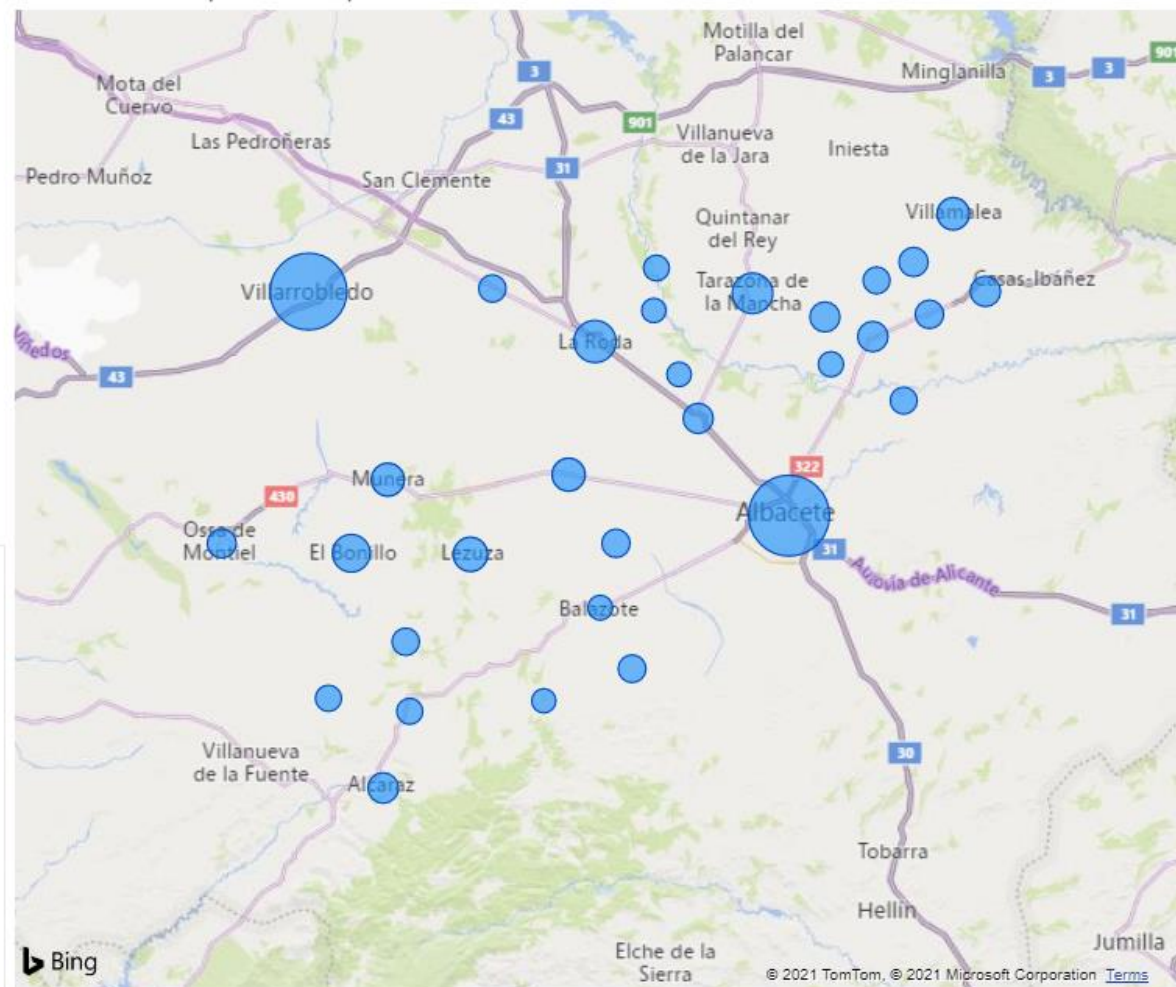 Motilla del
Palancar
901
3
Minglanilla
3
3
Mota del
Cuervo
43
901
Las Pedroñeras
Villanueva
de la Jara
Iniesta
31
Pedro Muñoz
San Clemente
Quintanar
del Rey
Villamalea
Tarazona de
la Mancha
Casas-Ibáñez
Villarrobledo
La Roda
Viñedos
43
322
Munera
430
Albacete
Ossa de
Montiel
El Bonillo
Lezuza
31
Autovía de Alicante
31
Balazote
Villanueva
de la Fuente
30
Alcaraz
Tobarra
Hellín
Elche de la
Sierra
Jumilla
Bing
© 2021 TomTom, © 2021 Microsoft Corporation Terms